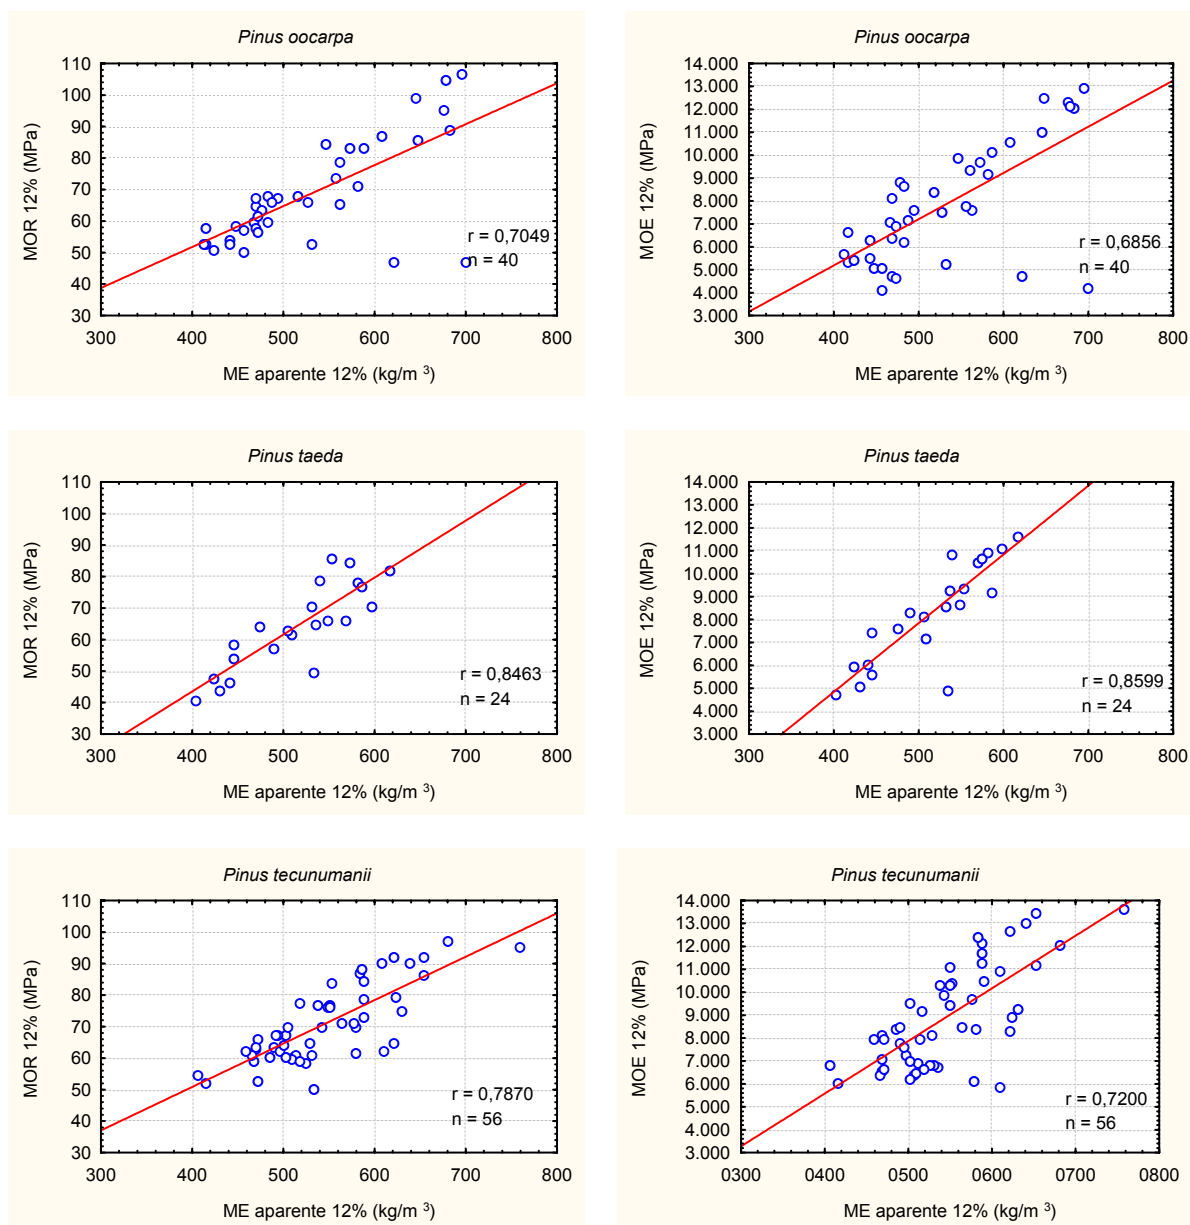 Pinus oocarpa
MOR 12% (MPa)
110
100
90
80
70
60
50
40
30
r = 0,7049
n = 40
300 400 500 600 700 800
ME aparente 12% (kg/m ³)
Pinus oocarpa
MOE 12% (MPa)
14.000
13.000
12.000
11.000
10.000
9.000
8.000
7.000
6.000
5.000
4.000
3.000
r = 0,6856
n = 40
300 400 500 600 700 800
ME aparente 12% (kg/m ³)
Pinus taeda
MOR 12% (MPa)
110
100
90
80
70
60
50
40
30
r = 0,8463
n = 24
300 400 500 600 700 800
ME aparente 12% (kg/m ³)
Pinus taeda
MOE 12% (MPa)
14.000
13.000
12.000
11.000
10.000
9.000
8.000
7.000
6.000
5.000
4.000
3.000
r = 0,8599
n = 24
300 400 500 600 700 800
ME aparente 12% (kg/m ³)
Pinus tecunumanii
MOR 12% (MPa)
110
100
90
80
70
60
50
40
30
r = 0,7870
n = 56
300 400 500 600 700 800
ME aparente 12% (kg/m ³)
Pinus tecunumanii
MOE 12% (MPa)
14.000
13.000
12.000
11.000
10.000
9.000
8.000
7.000
6.000
5.000
4.000
3.000
r = 0,7200
n = 56
0300 0400 0500 0600 0700 0800
ME aparente 12% (kg/m ³)